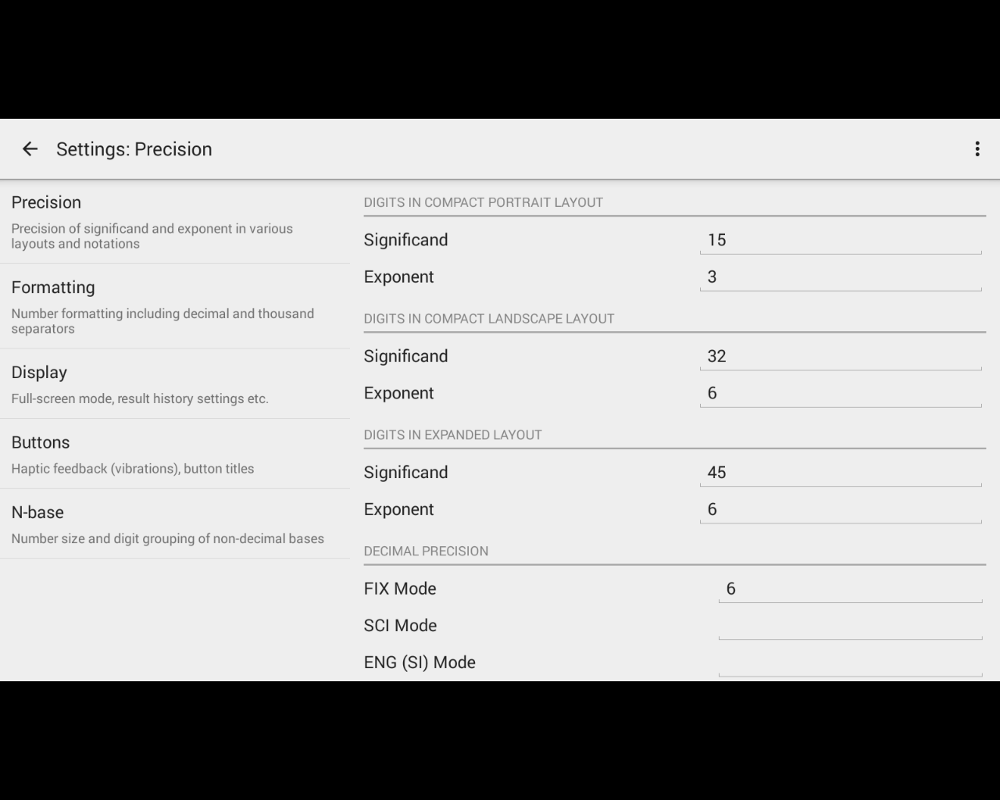 Settings: Precision
Precision
Precision of significand and exponent in various
layouts and notations
Formatting
Number formatting including decimal and thousand
separators
Display
Full-screen mode, result history settings etc.
Buttons
Haptic feedback (vibrations), button titles
N-base
Number size and digit grouping of non-decimal bases
DIGITS IN COMPACT PORTRAIT LAYOUT
Significand 15
Exponent 3
DIGITS IN COMPACT LANDSCAPE LAYOUT
Significand 32
Exponent 6
DIGITS IN EXPANDED LAYOUT
Significand 45
Exponent 6
DECIMAL PRECISION
FIX Mode 6
SCI Mode
ENG (SI) Mode